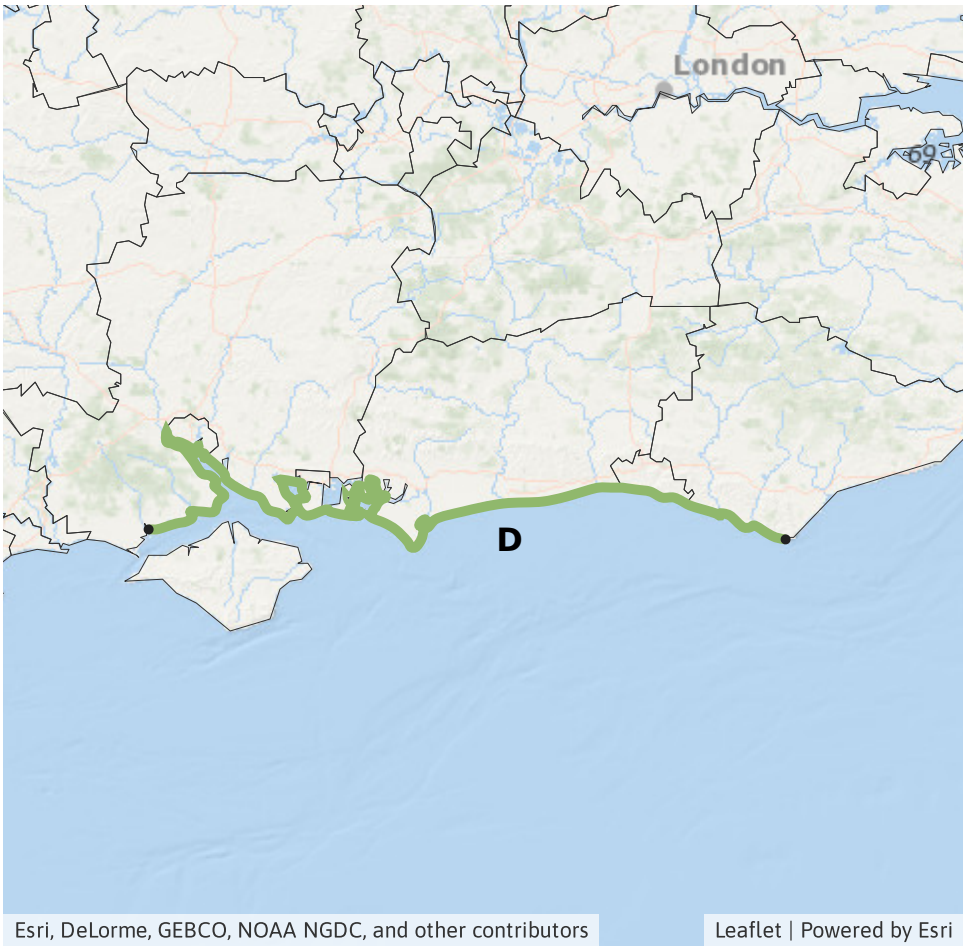 London
69
D
Esri, DeLorme, GEBCO, NOAA NGDC, and other contributors
Leaflet | Powered by Esri